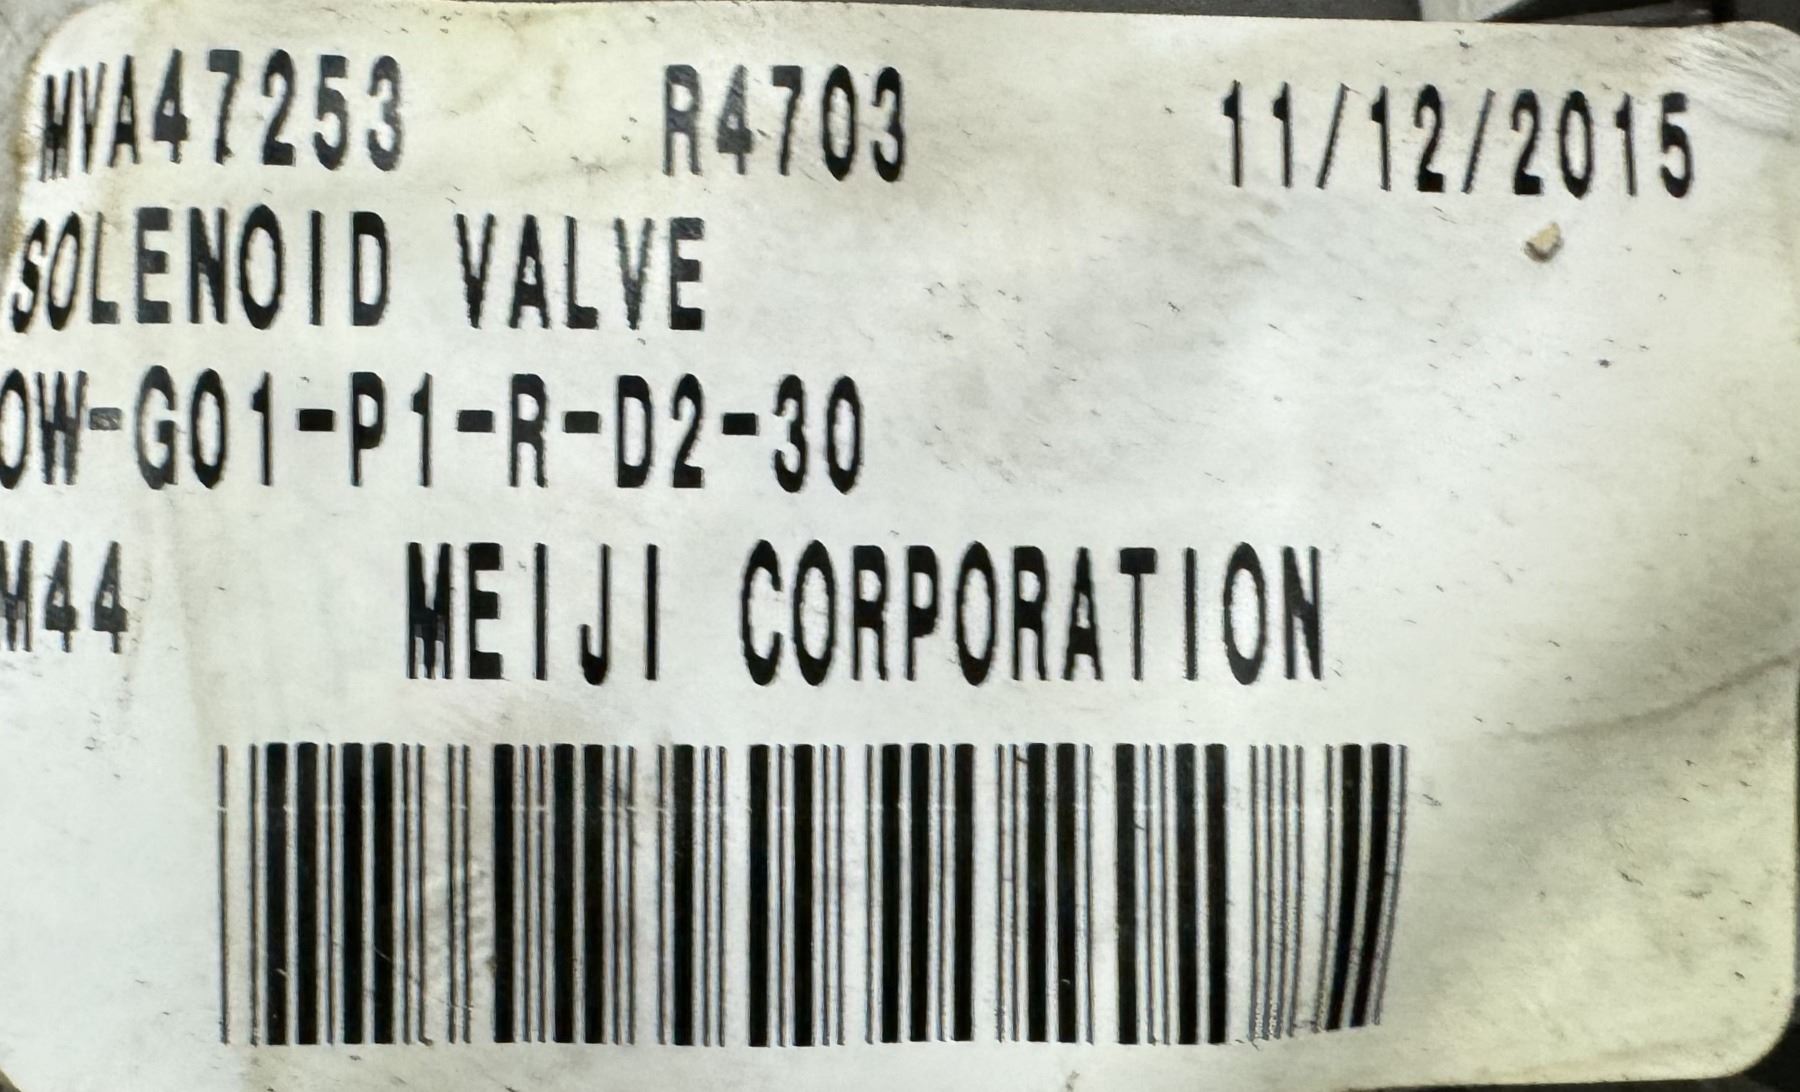 MVA47253 R4703 11/12/2015
SOLENOID VALVE
OW-G01-P1-R-D2-30
M44 MEIJI CORPORATION